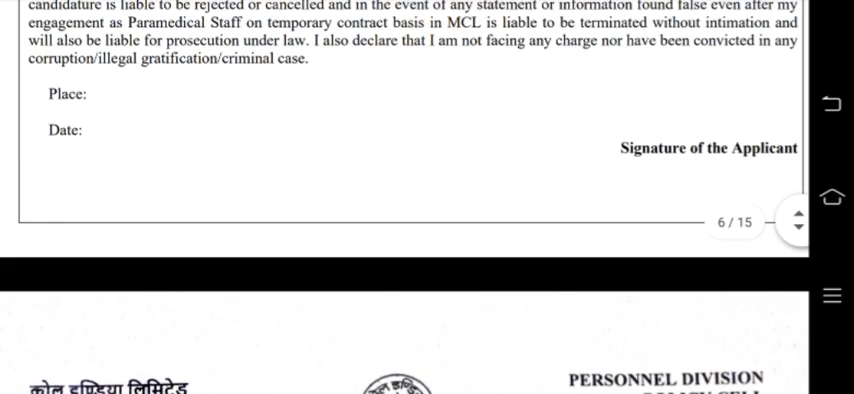 candidature is liable to be rejected or cancelled and in the event of any statement or information found false even after my
engagement as Paramedical Staff on temporary contract basis in MCL is liable to be terminated without intimation and
will also be liable for prosecution under law. I also declare that I am not facing any charge nor have been convicted in any
corruption/illegal gratification/criminal case.
Place:
Date:
Signature of the Applicant
6 / 15
कोल इण्डिया लिमिटेड
PERSONNEL DIVISION